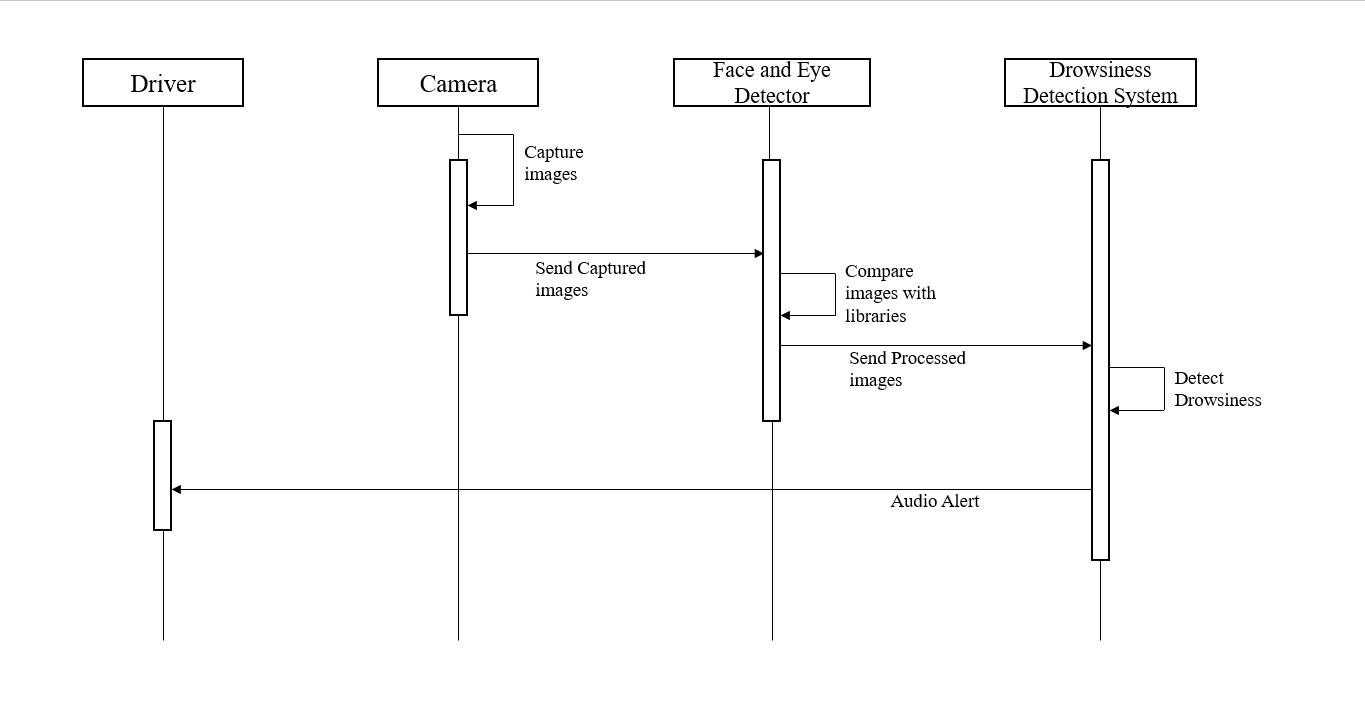 Driver
Camera
Face and Eye
Detector
Drowsiness
Detection System
Capture
images
Send Captured
images
Compare
images with
libraries
Send Processed
images
Detect
Drowsiness
Audio Alert